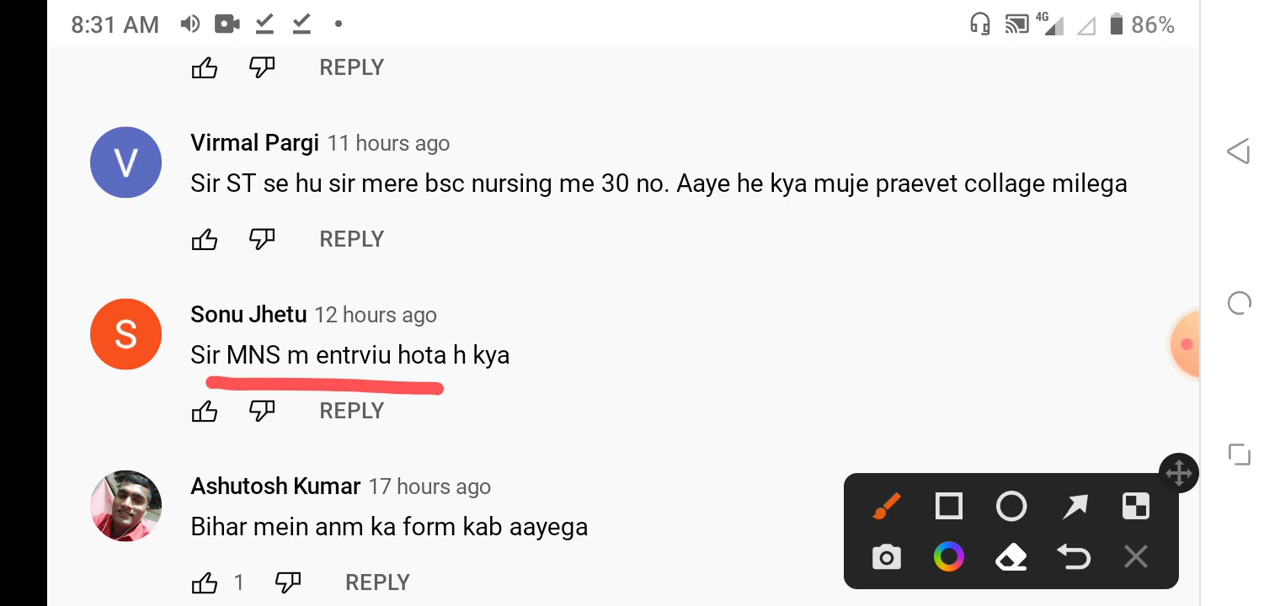 8:31 AM 4G 86%
REPLY
V Virmal Pargi 11 hours ago
Sir ST se hu sir mere bsc nursing me 30 no. Aaye he kya muje praevet collage milega
REPLY
S Sonu Jhetu 12 hours ago
Sir MNS m entrviu hota h kya
REPLY
Ashutosh Kumar 17 hours ago
Bihar mein anm ka form kab aayega
1 REPLY